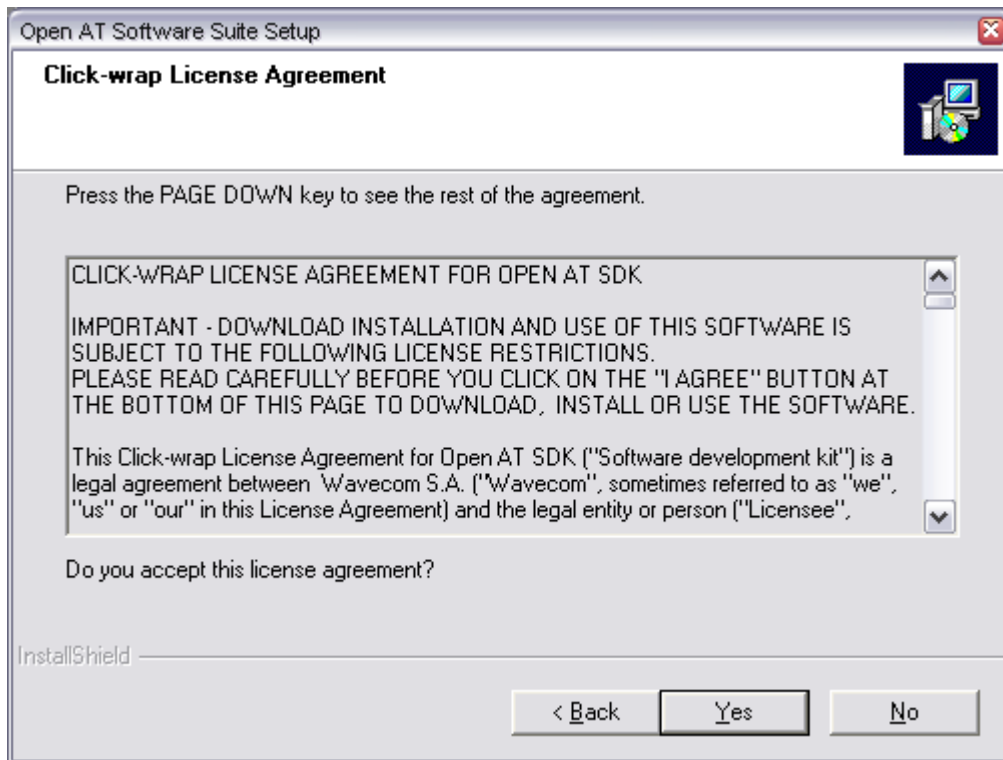 Open AT Software Suite Setup
Click-wrap License Agreement
Press the PAGE DOWN key to see the rest of the agreement.
CLICK-WRAP LICENSE AGREEMENT FOR OPEN AT SDK
IMPORTANT - DOWNLOAD INSTALLATION AND USE OF THIS SOFTWARE IS
SUBJECT TO THE FOLLOWING LICENSE RESTRICTIONS.
PLEASE READ CAREFULLY BEFORE YOU CLICK ON THE "I AGREE" BUTTON AT
THE BOTTOM OF THIS PAGE TO DOWNLOAD,  INSTALL OR USE THE SOFTWARE.
This Click-wrap License Agreement for Open AT SDK ("Software development kit") is a
legal agreement between  Wavecom S.A. ("Wavecom", sometimes referred to as "we",
"us" or "our" in this License Agreement) and the legal entity or person ("Licensee",
Do you accept this license agreement?
InstallShield
< Back
Yes
No